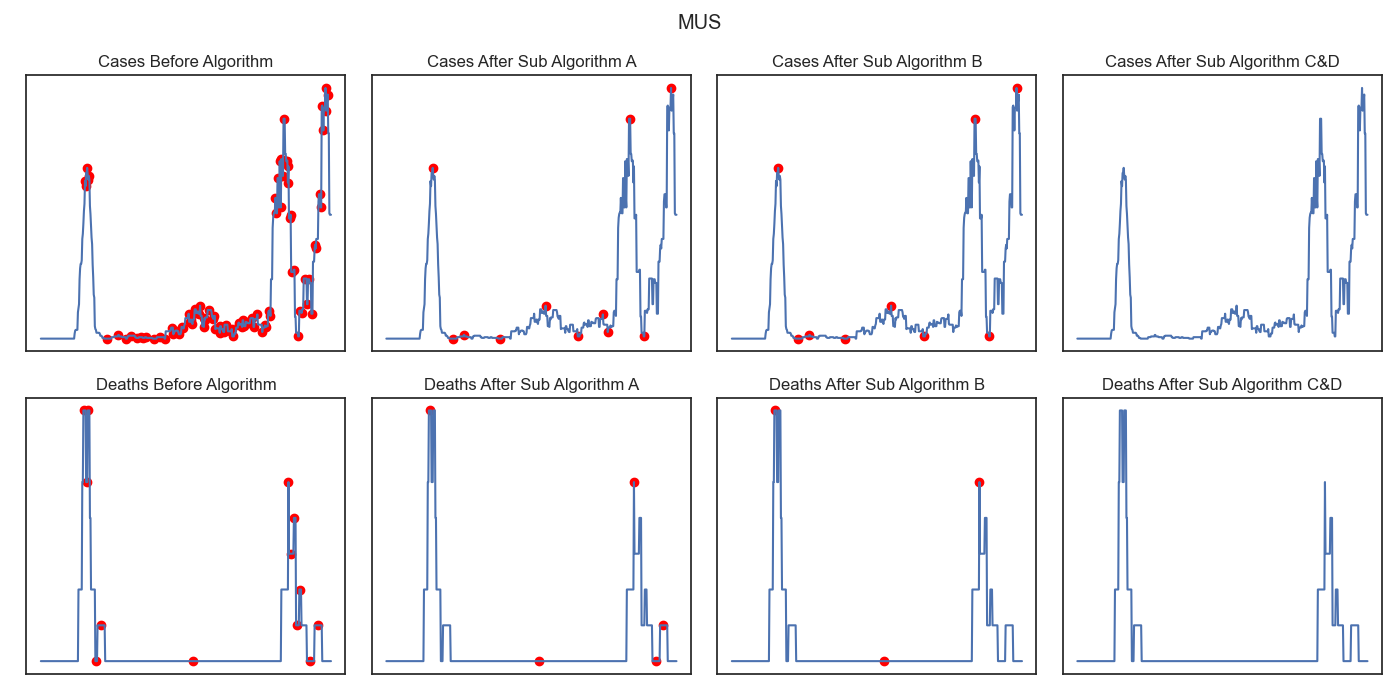 MUS
Cases Before Algorithm
Cases After Sub Algorithm A
Cases After Sub Algorithm B
Cases After Sub Algorithm C&D
Deaths Before Algorithm
Deaths After Sub Algorithm A
Deaths After Sub Algorithm B
Deaths After Sub Algorithm C&D